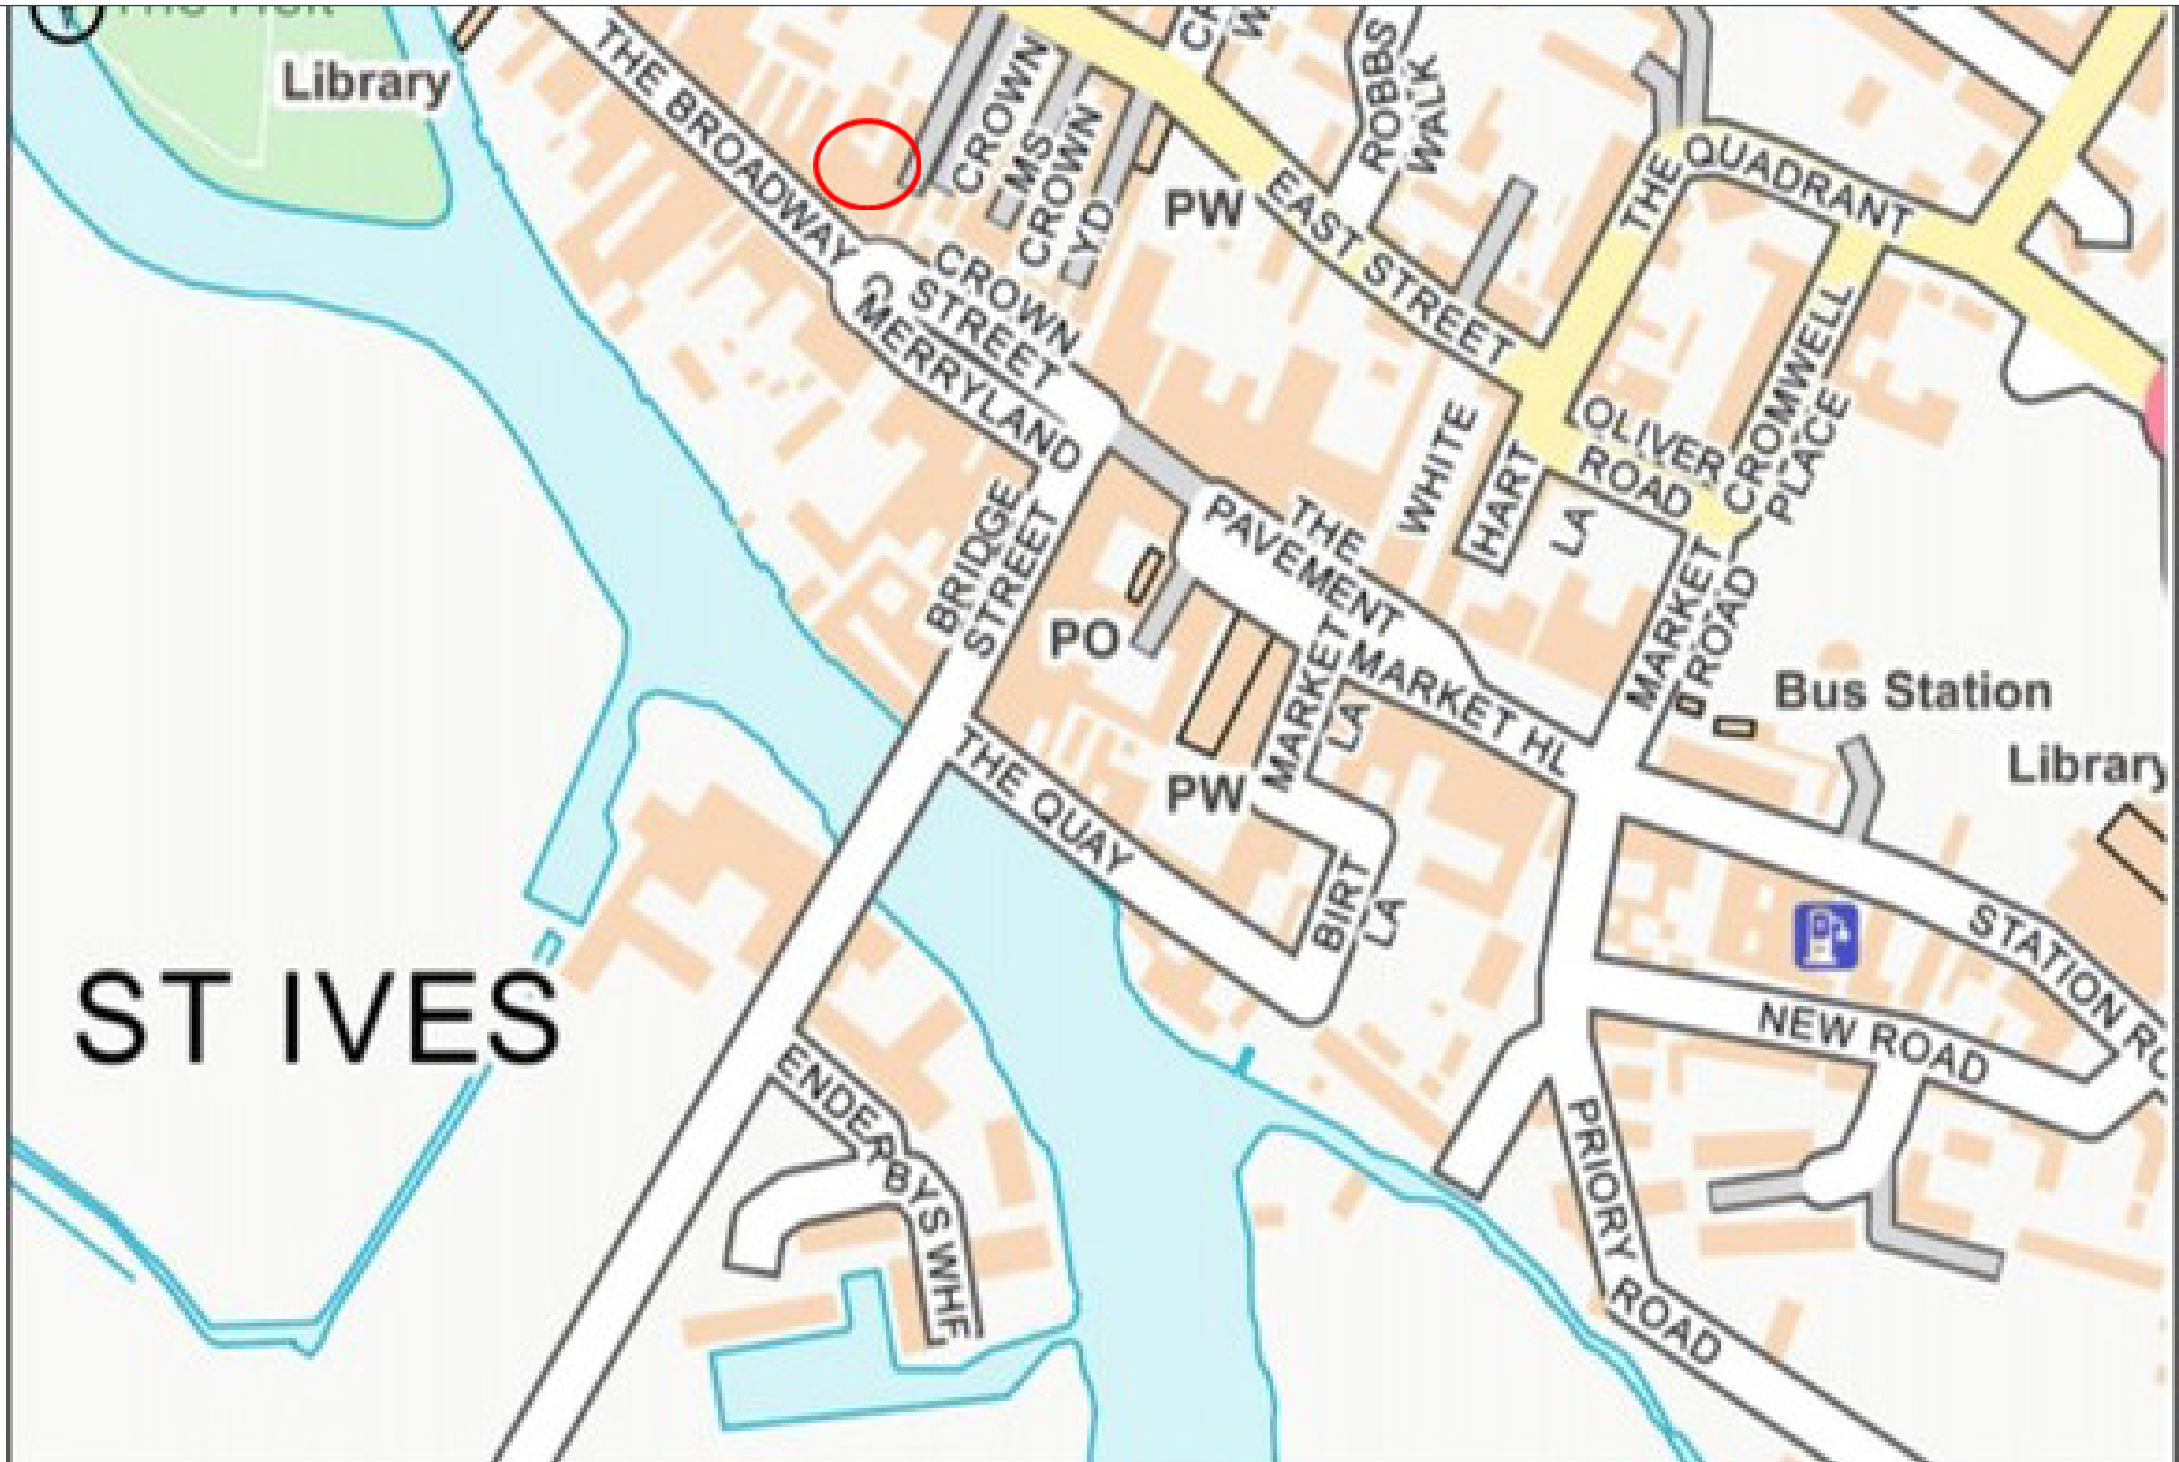 Library
THE BROADWAY
CROWN
MS
CROWN
YD
ROBBS
WALK
PW
EAST STREET
THE QUADRANT
CROWN
STREET
MERRYLAND
BRIDGE
STREET
THE
PAVEMENT
WHITE
HART
LA
OLIVER
ROAD
CROMWELL
PLACE
MARKET
ROAD
PO
MARKET
LA
MARKET HL
Bus Station
Library
PW
THE QUAY
BIRT
LA
ST IVES
STATION
NEW ROAD
ENDERBYS WHF
PRIORY ROAD